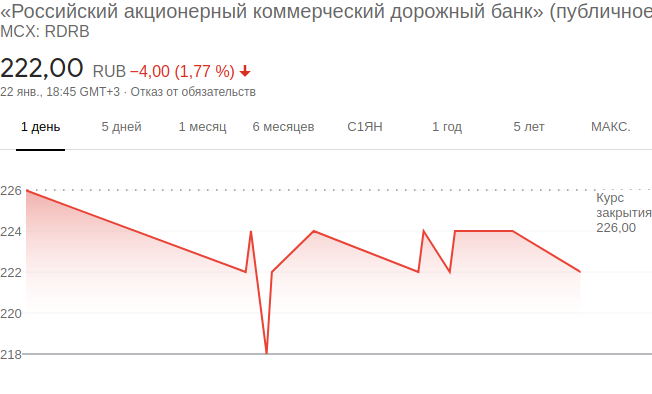 «Российский акционерный коммерческий дорожный банк» (публичное
MCX: RDRB
222,00 RUB −4,00 (1,77 %)
22 янв., 18:45 GMT+3 · Отказ от обязательств
1 день 5 дней 1 месяц 6 месяцев С1ЯН 1 год 5 лет МАКС.
226
Курс
закрытия
226,00
224
222
220
218